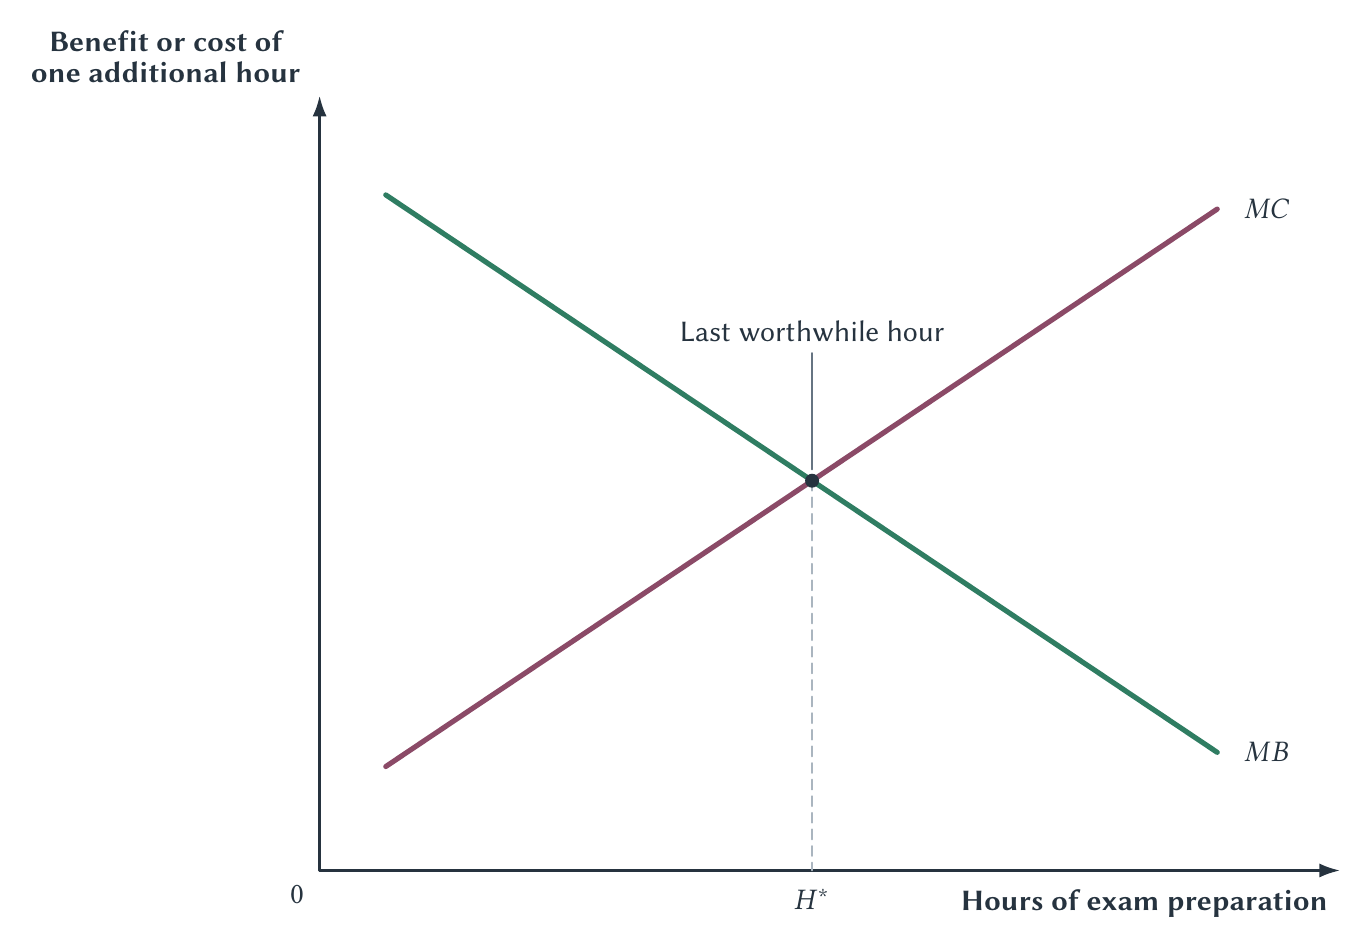 Benefit or cost of
one additional hour
MC
Last worthwhile hour
MB
0
H*
Hours of exam preparation